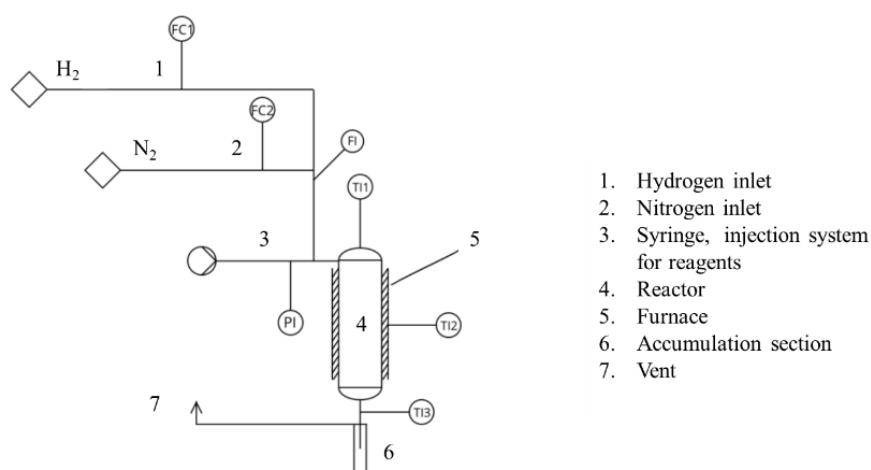 FC1
H₂
1
FC2
N₂
2
FI
TI1
3
5
PI
4
TI2
7
TI3
6
1. Hydrogen inlet
2. Nitrogen inlet
3. Syringe, injection system
for reagents
4. Reactor
5. Furnace
6. Accumulation section
7. Vent